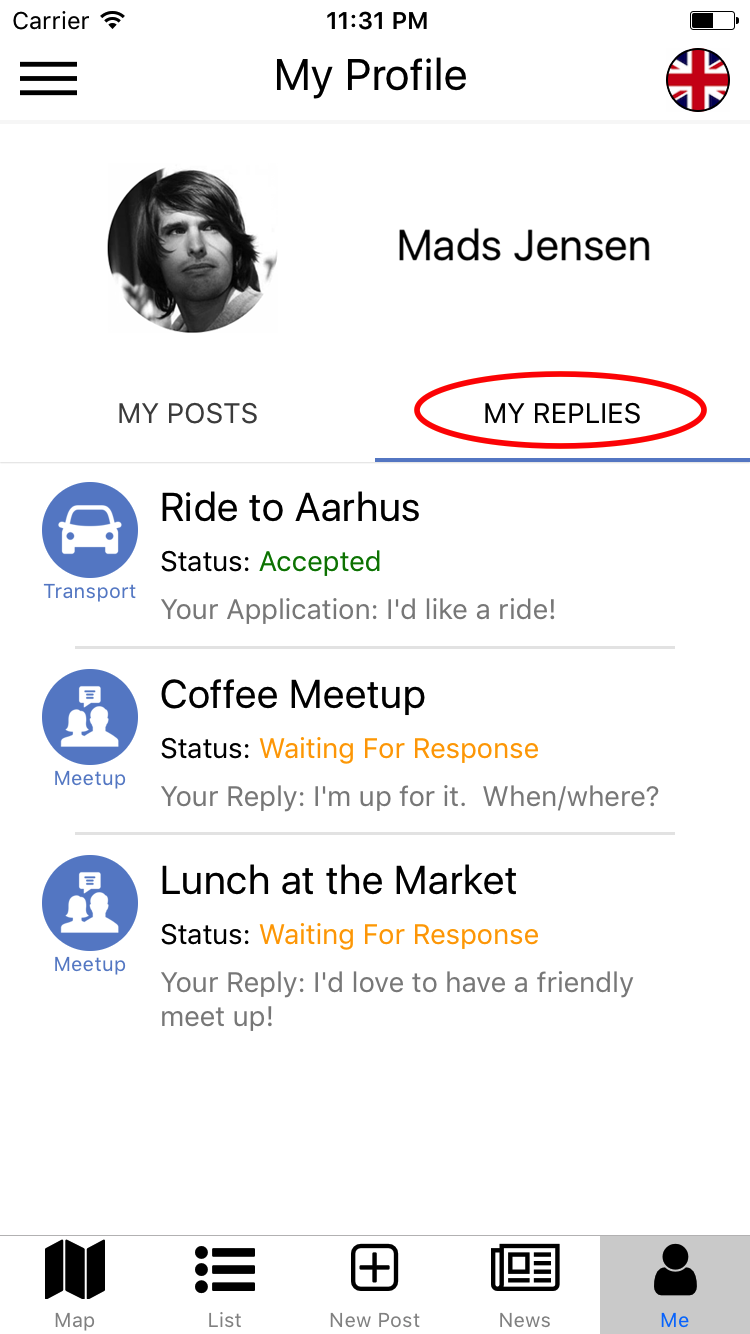 Carrier 11:31 PM
My Profile
Mads Jensen
MY POSTS MY REPLIES
Ride to Aarhus
Status: Accepted
Transport
Your Application: I'd like a ride!
Coffee Meetup
Status: Waiting For Response
Meetup
Your Reply: I'm up for it.  When/where?
Lunch at the Market
Status: Waiting For Response
Meetup
Your Reply: I'd love to have a friendly
meet up!
Map List New Post News Me